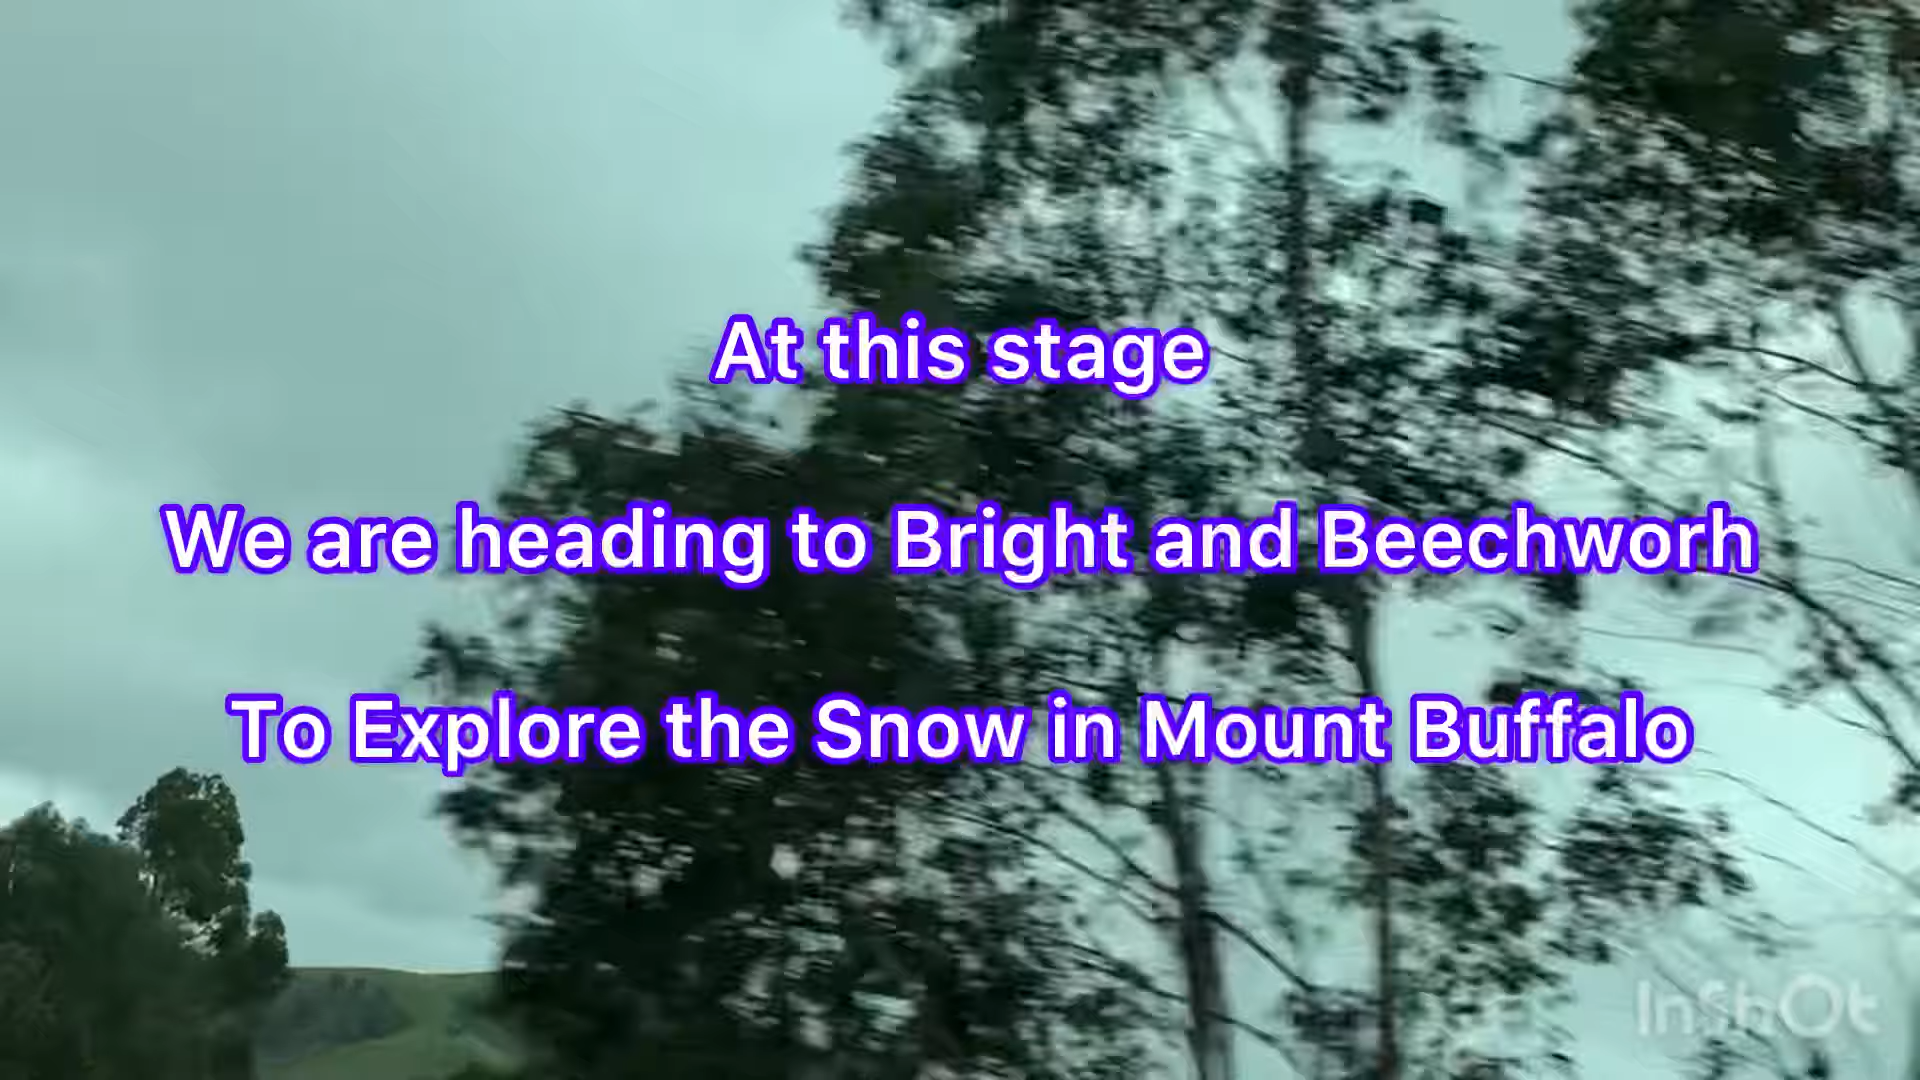 At this stage
We are heading to Bright and Beechworh
To Explore the Snow in Mount Buffalo
InShOt